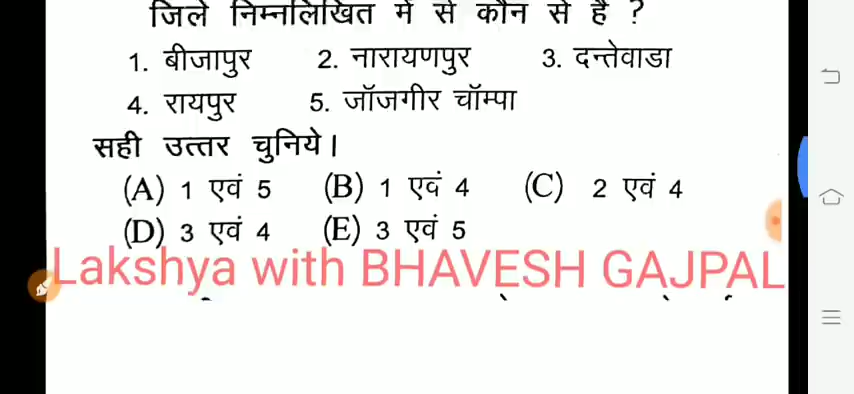 जिले निम्नलिखित में से कौन से हैं ?
1. बीजापुर 2. नारायणपुर 3. दन्तेवाडा
4. रायपुर 5. जॉजगीर चॉम्पा
सही उत्तर चुनिये।
(A) 1 एवं 5 (B) 1 एवं 4 (C) 2 एवं 4
(D) 3 एवं 4 (E) 3 एवं 5
Lakshya with BHAVESH GAJPAL